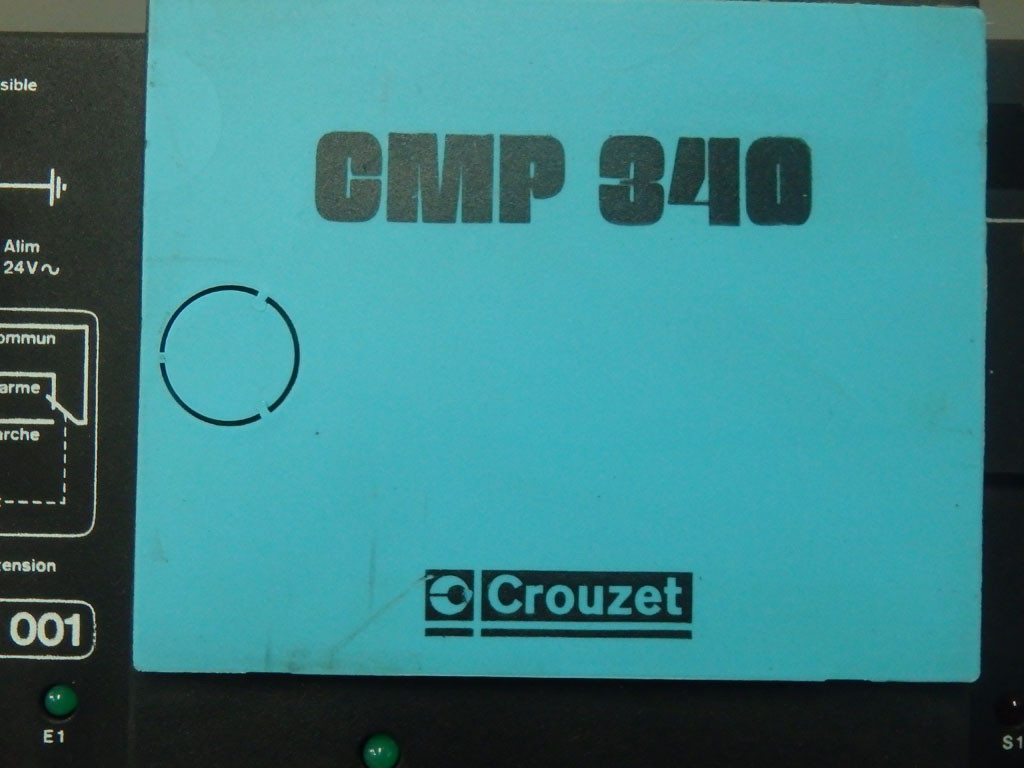 sible
CMP 340
Alim
24V~
ommun
arme
arche
ension
Crouzet
001
E1
S1